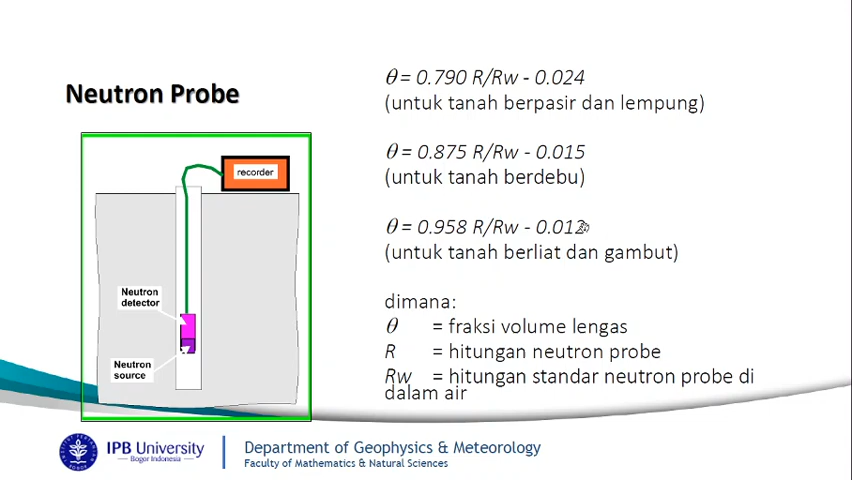 Neutron Probe
recorder
Neutron
detector
Neutron
source
θ = 0.790 R/Rw - 0.024
(untuk tanah berpasir dan lempung)
θ = 0.875 R/Rw - 0.015
(untuk tanah berdebu)
θ = 0.958 R/Rw - 0.012
(untuk tanah berliat dan gambut)
dimana:
θ = fraksi volume lengas
R = hitungan neutron probe
Rw = hitungan standar neutron probe di
dalam air
IPB University
Bogor Indonesia
Department of Geophysics & Meteorology
Faculty of Mathematics & Natural Sciences